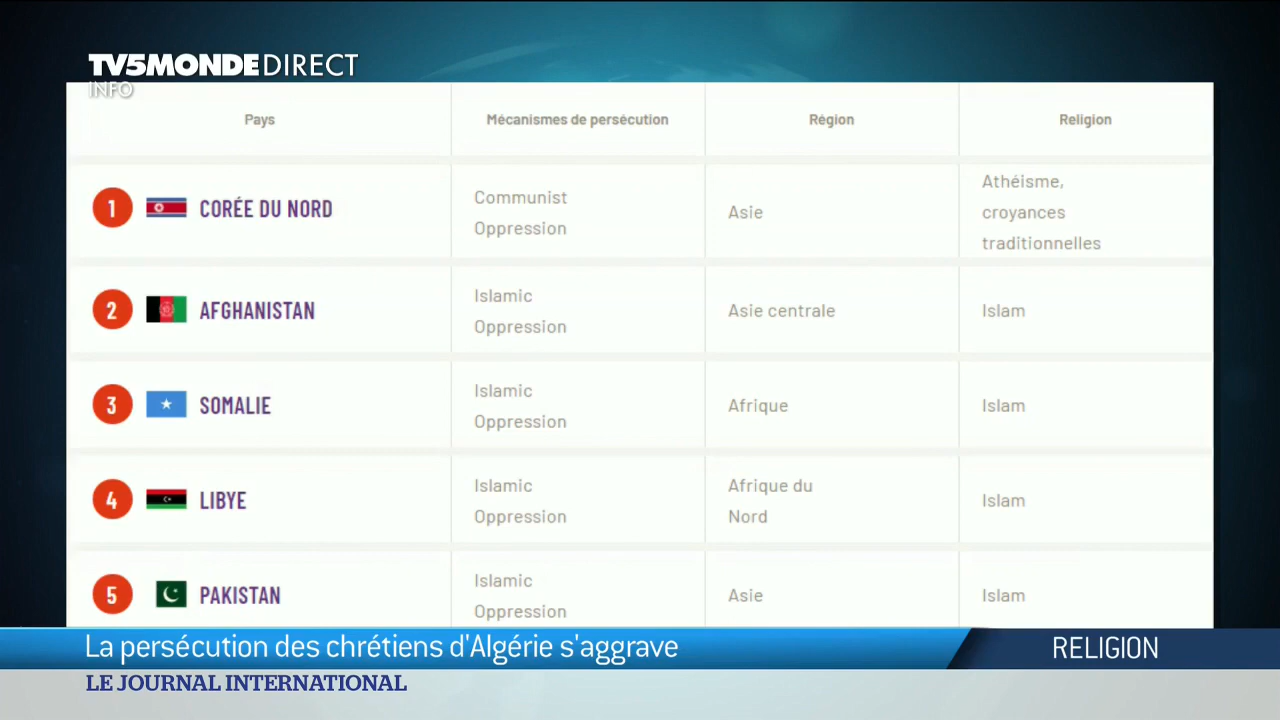 TV5MONDE DIRECT
INFO
Pays Mécanismes de persécution Région Religion
1 CORÉE DU NORD Communist Oppression Asie Athéisme, croyances traditionnelles
2 AFGHANISTAN Islamic Oppression Asie centrale Islam
3 SOMALIE Islamic Oppression Afrique Islam
4 LIBYE Islamic Oppression Afrique du Nord Islam
5 PAKISTAN Islamic Oppression Asie Islam
La persécution des chrétiens d'Algérie s'aggrave RELIGION
LE JOURNAL INTERNATIONAL